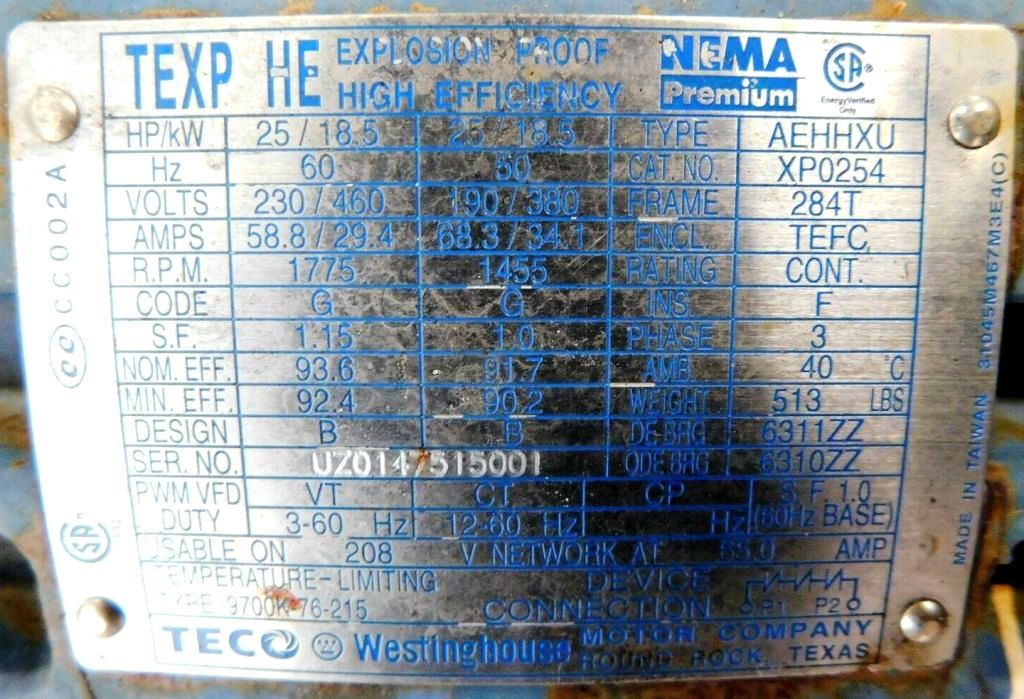 TEXP HE EXPLOSION PROOF HIGH EFFICIENCY NEMA Premium SA® EnergyVerified Only
HP/kW 25 / 18.5 25 / 18.5 TYPE AEHHXU
Hz 60 50 CAT. NO. XP0254
VOLTS 230 / 460 190 / 380 FRAME 284T
AMPS 58.8 / 29.4 68.3 / 34.1 ENCL. TEFC
R.P.M. 1775 1455 RATING CONT.
CODE G G INS. F
S.F. 1.15 1.0 PHASE 3
NOM. EFF. 93.6 91.7 AMB. 40 °C
MIN. EFF. 92.4 90.2 WEIGHT 513 LBS
DESIGN B B DE BRG 6311ZZ
SER. NO. UZ0147515001 ODE BRG 6310ZZ
PWM VFD DUTY VT 3-60 Hz CT 12-60 Hz CP Hz S.F. 1.0 (60Hz BASE)
USABLE ON 208 V NETWORK AT 65.0 AMP
TEMPERATURE-LIMITING DEVICE
TYPE 9700K-76-215 CONNECTION P1 P2
TECO Westinghouse MOTOR COMPANY
ROUND ROCK, TEXAS
cc CC002A
SA
MADE IN TAIWAN 31045M467M3E4(C)